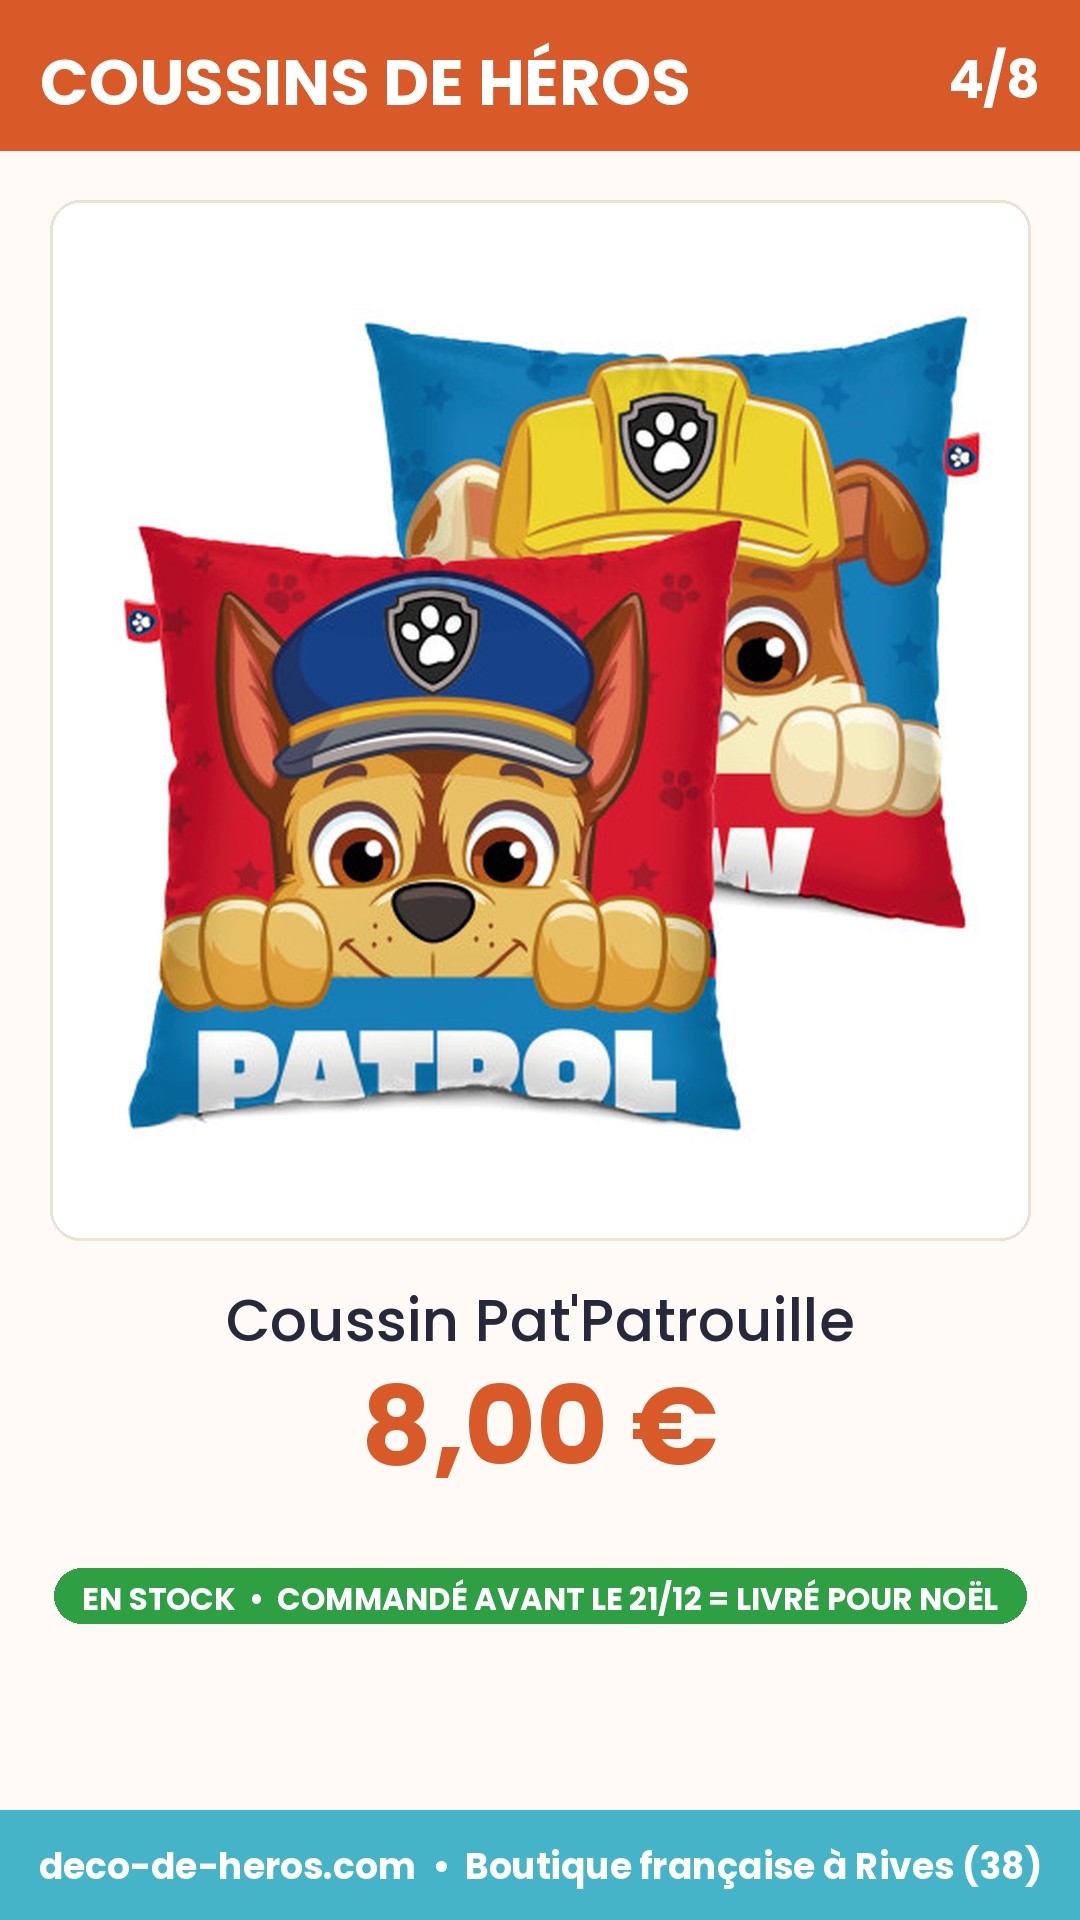 COUSSINS DE HÉROS
4/8
W
PATROL
Coussin Pat'Patrouille
8,00 €
EN STOCK • COMMANDÉ AVANT LE 21/12 = LIVRÉ POUR NOËL
deco-de-heros.com • Boutique française à Rives (38)